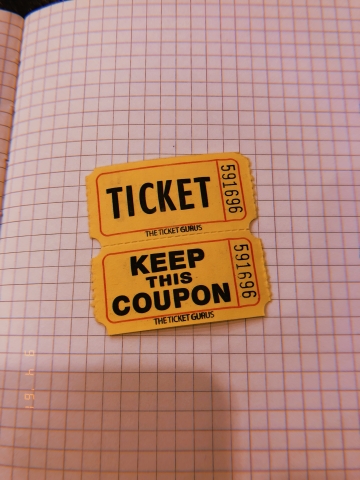 TICKET
591696
THE TICKET GURUS
KEEP
THIS
COUPON
591696
THE TICKET GURUS